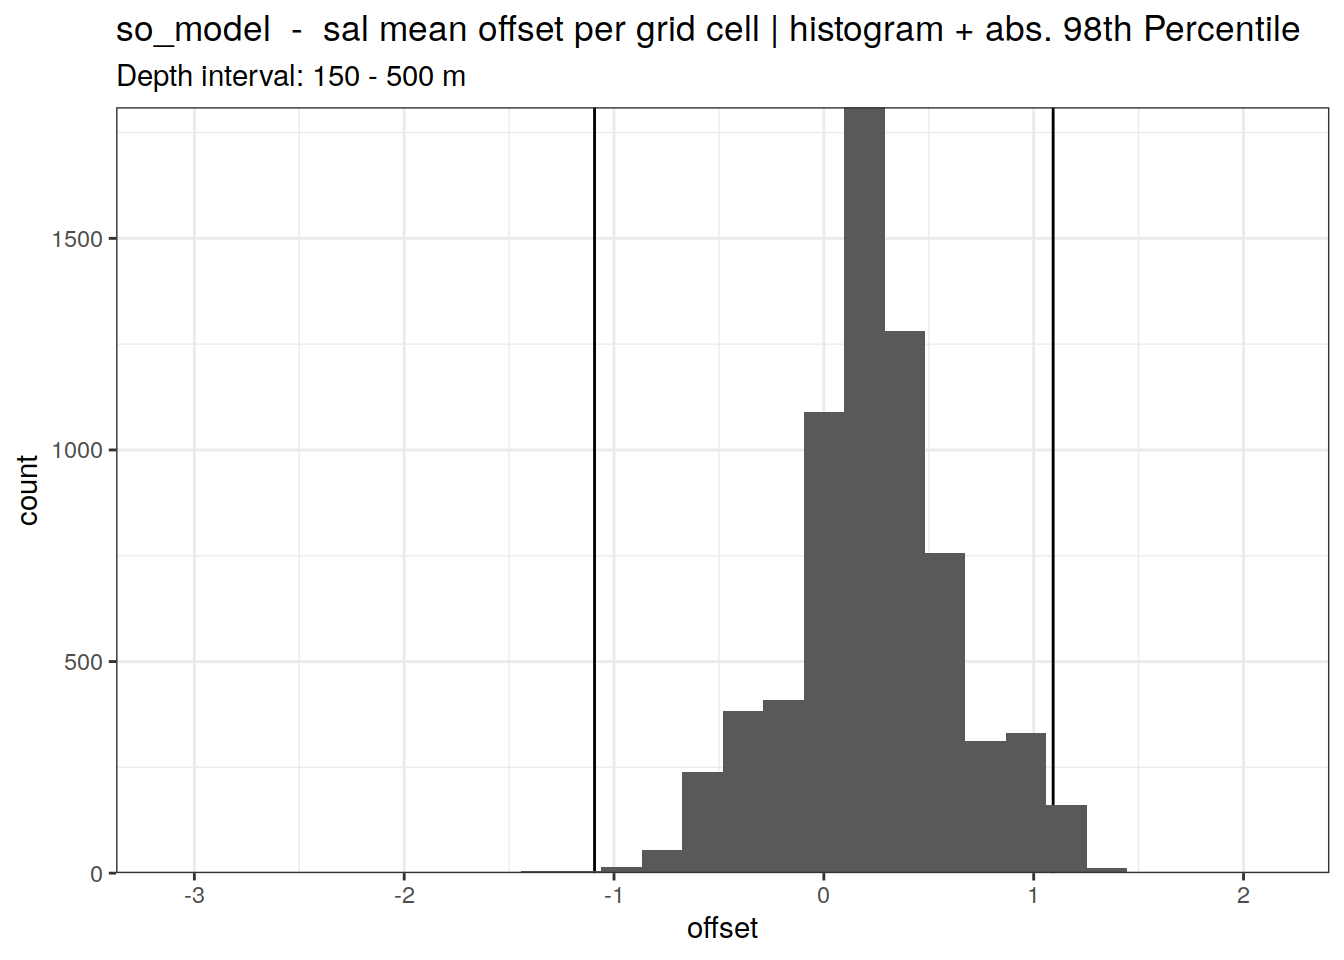 so_model  -  sal mean offset per grid cell | histogram + abs. 98th Percentile
Depth interval: 150 - 500 m
1500
1000
500
0
count
-3
-2
-1
0
1
2
offset